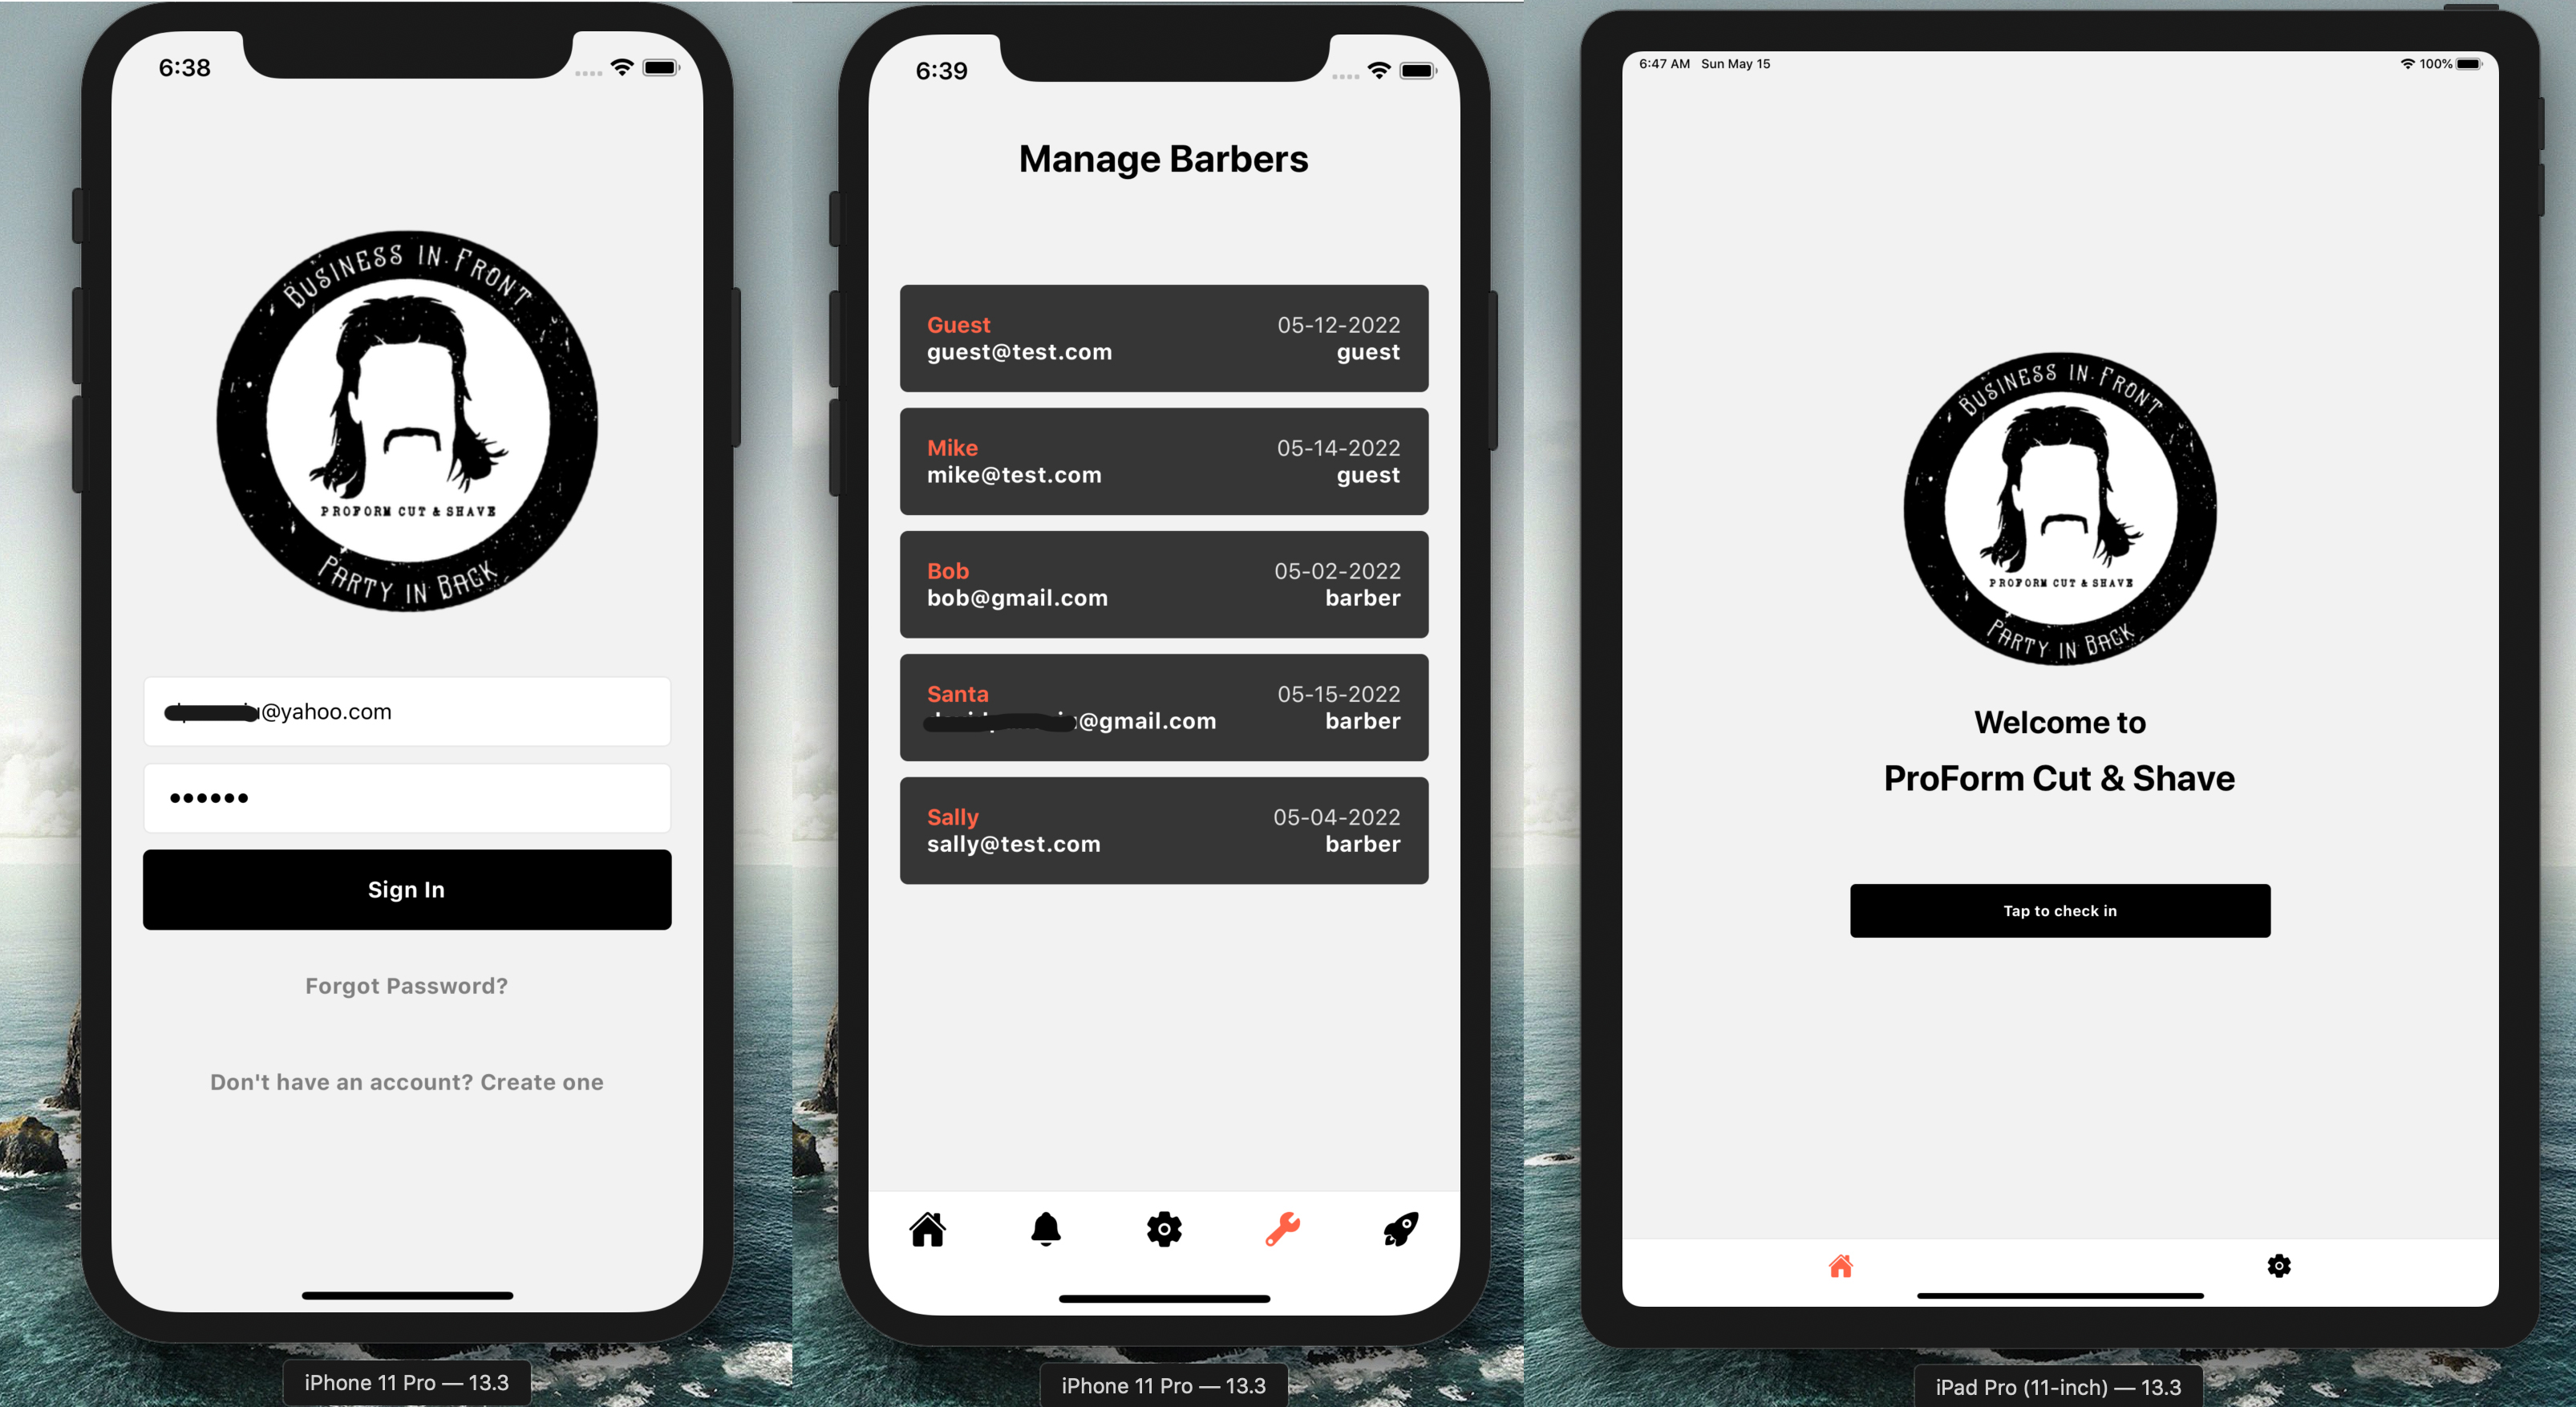 6:38
BUSINESS IN FRONT
PROFORM CUT & SHAVE
PARTY IN BACK
@yahoo.com
Sign In
Forgot Password?
Don't have an account? Create one
iPhone 11 Pro — 13.3
6:39
Manage Barbers
Guest 05-12-2022
guest@test.com guest
Mike 05-14-2022
mike@test.com guest
Bob 05-02-2022
bob@gmail.com barber
Santa 05-15-2022
@gmail.com barber
Sally 05-04-2022
sally@test.com barber
iPhone 11 Pro — 13.3
6:47 AM Sun May 15 100%
BUSINESS IN FRONT
PROFORM CUT & SHAVE
PARTY IN BACK
Welcome to
ProForm Cut & Shave
Tap to check in
iPad Pro (11-inch) — 13.3